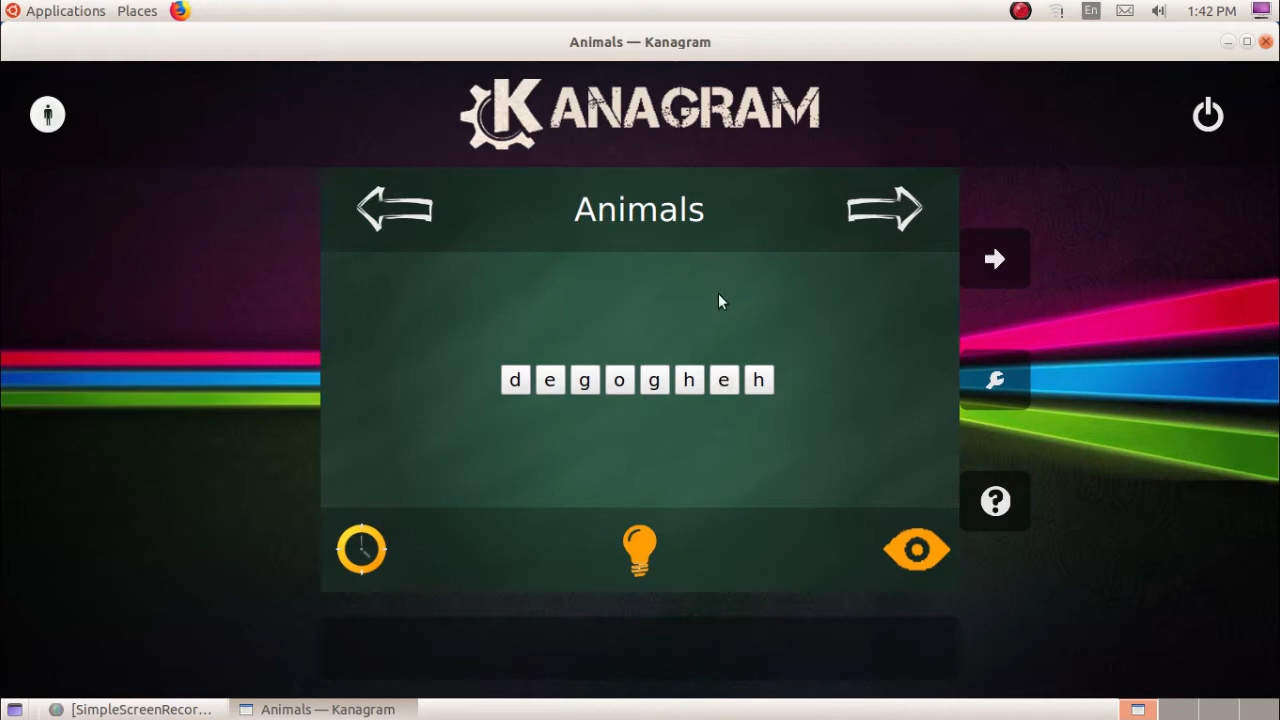 Applications Places En 1:42 PM
Animals — Kanagram
KANAGRAM
Animals
d e g o g h e h
?
[SimpleScreenRecor... Animals — Kanagram